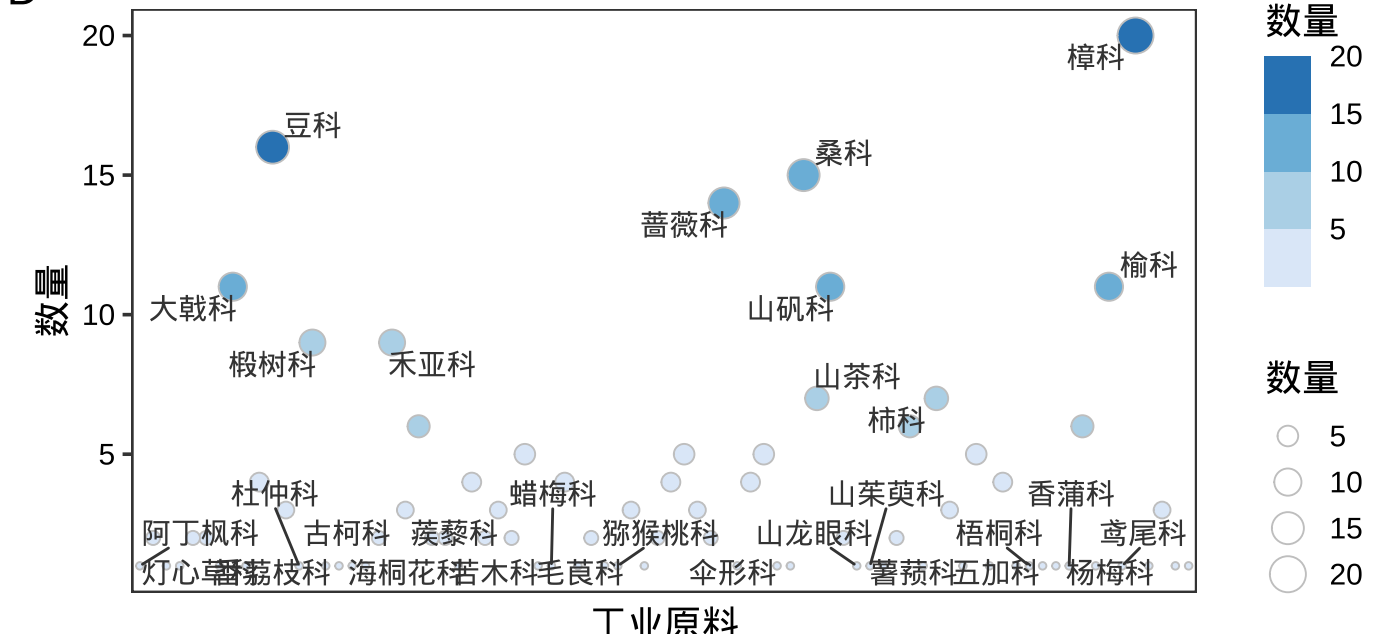 数量
20
樟科
20
豆科
15
桑科
15
10
蔷薇科
5
榆科
大戟科
山矾科
10
数量
椴树科
禾亚科
数量
山茶科
柿科
5
5
10
杜仲科
蜡梅科
山茱萸科
香蒲科
15
阿丁枫科
古柯科
蒺藜科
猕猴桃科
山龙眼科
梧桐科
鸢尾科
20
灯心草科
番荔枝科
海桐花科
苦木科
毛茛科
伞形科
薯蓣科
五加科
杨梅科
工业原料